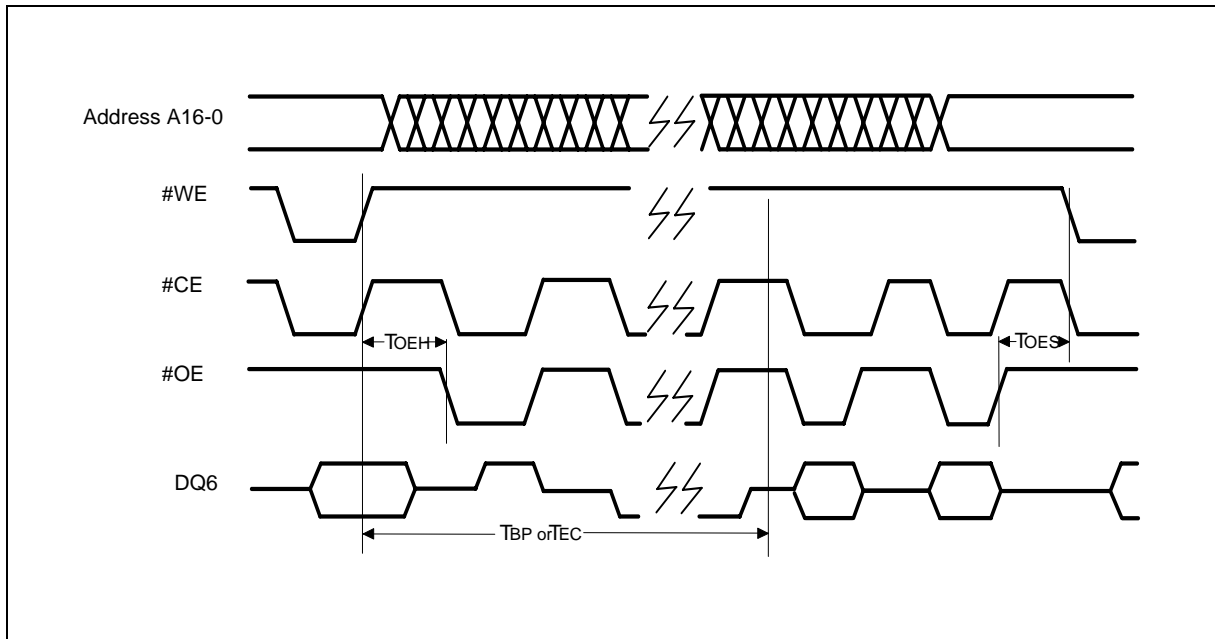 Address A16-0
#WE
#CE
TOEH
TOES
#OE
DQ6
TBP orTEC